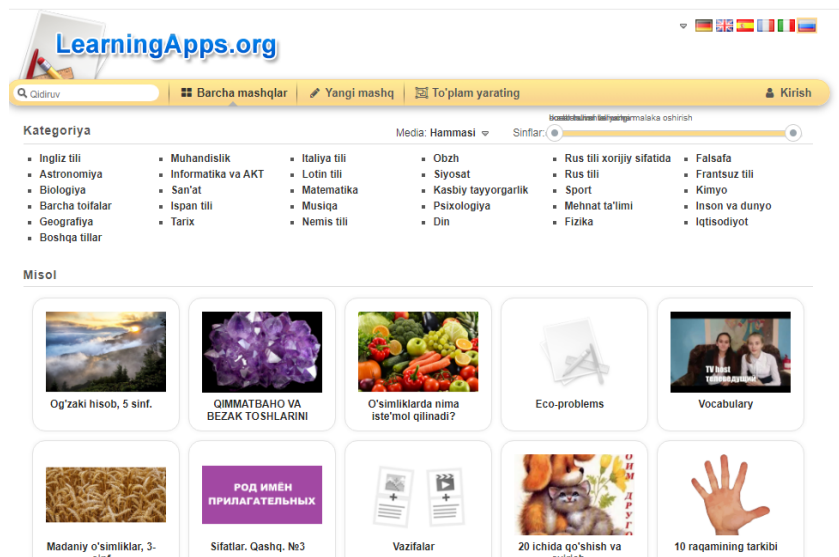 LearningApps.org
Qidiruv
Barcha mashqlar
Yangi mashq
To'plam yarating
Kirish
Kategoriya
Media: Hammasi
Sinflar:
malaka oshirish
Ingliz tili
Astronomiya
Biologiya
Barcha toifalar
Geografiya
Boshqa tillar
Muhandislik
Informatika va AKT
San'at
Ispan tili
Tarix
Italiya tili
Lotin tili
Matematika
Musiqa
Nemis tili
Obzh
Siyosat
Kasbiy tayyorgarlik
Psixologiya
Din
Rus tili xorijiy sifatida
Rus tili
Sport
Mehnat ta'limi
Fizika
Falsafa
Frantsuz tili
Kimyo
Inson va dunyo
Iqtisodiyot
Misol
Og'zaki hisob, 5 sinf.
QIMMATBAHO VA
BEZAK TOSHLARINI
O'simliklarda nima
iste'mol qilinadi?
Eco-problems
TV host
телеведущий
Vocabulary
Madaniy o'simliklar, 3-
РОД ИМЁН
ПРИЛАГАТЕЛЬНЫХ
Sifatlar. Qashq. №3
Vazifalar
20 ichida qo'shish va
10 raqamining tarkibi